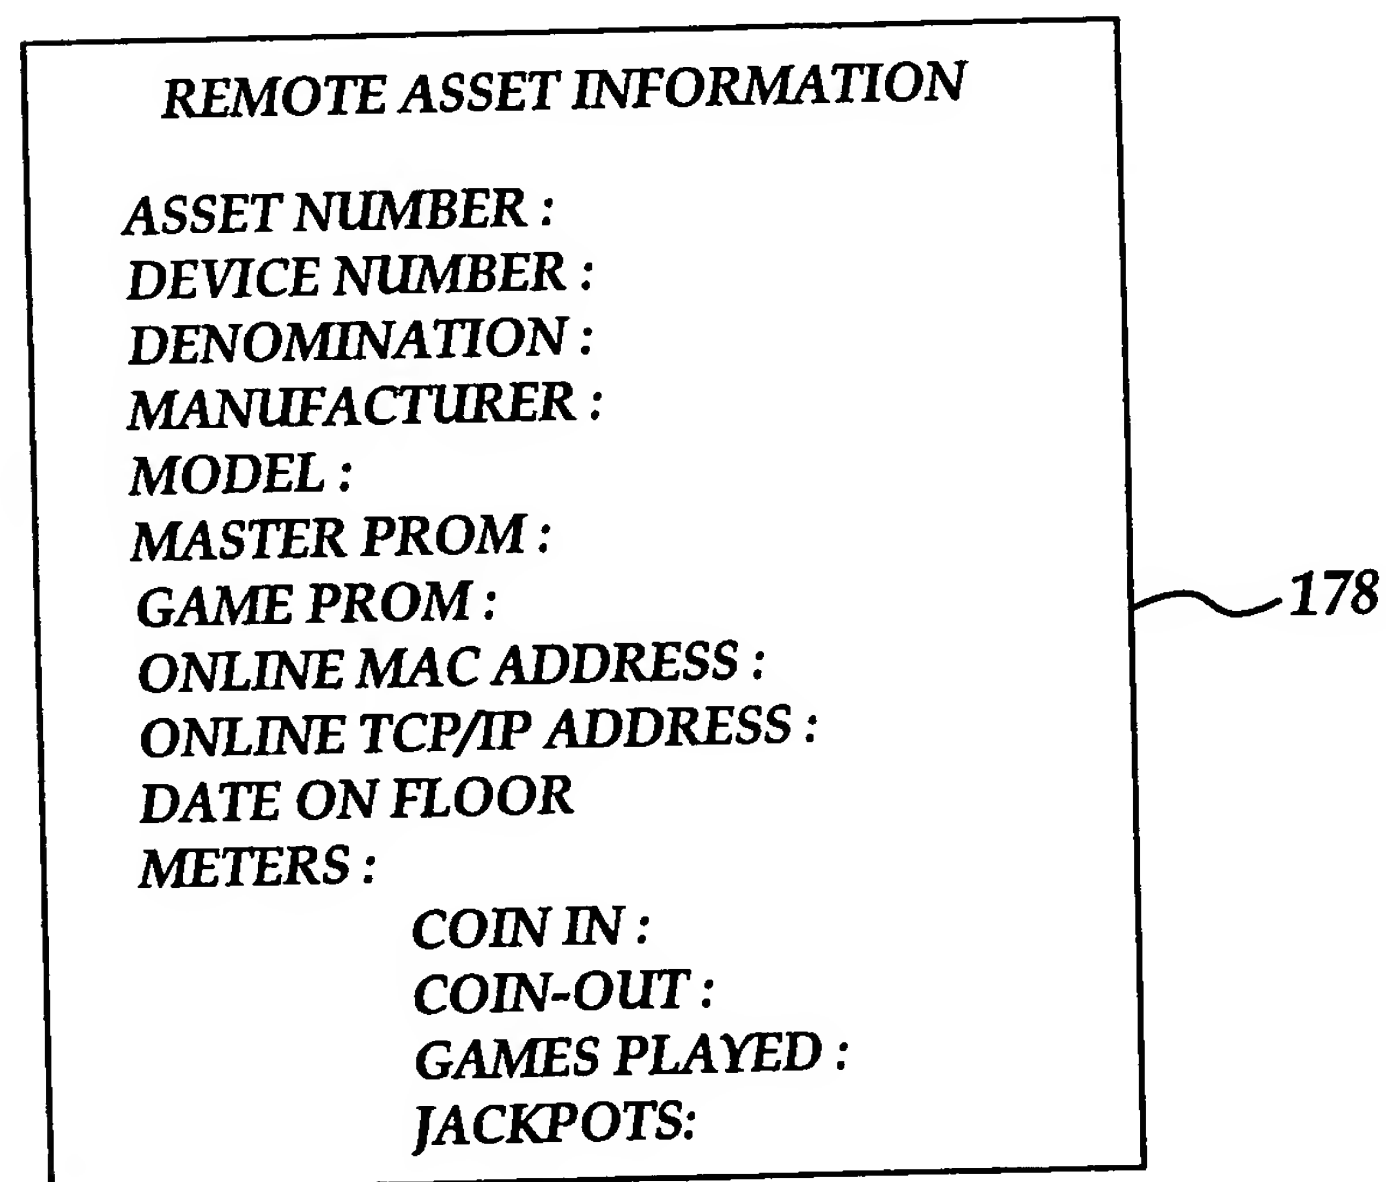 REMOTE ASSET INFORMATION
ASSET NUMBER :
DEVICE NUMBER :
DENOMINATION :
MANUFACTURER :
MODEL :
MASTER PROM :
GAME PROM :
ONLINE MAC ADDRESS :
ONLINE TCP/IP ADDRESS :
DATE ON FLOOR
METERS :
COIN IN :
COIN-OUT :
GAMES PLAYED :
JACKPOTS:
178